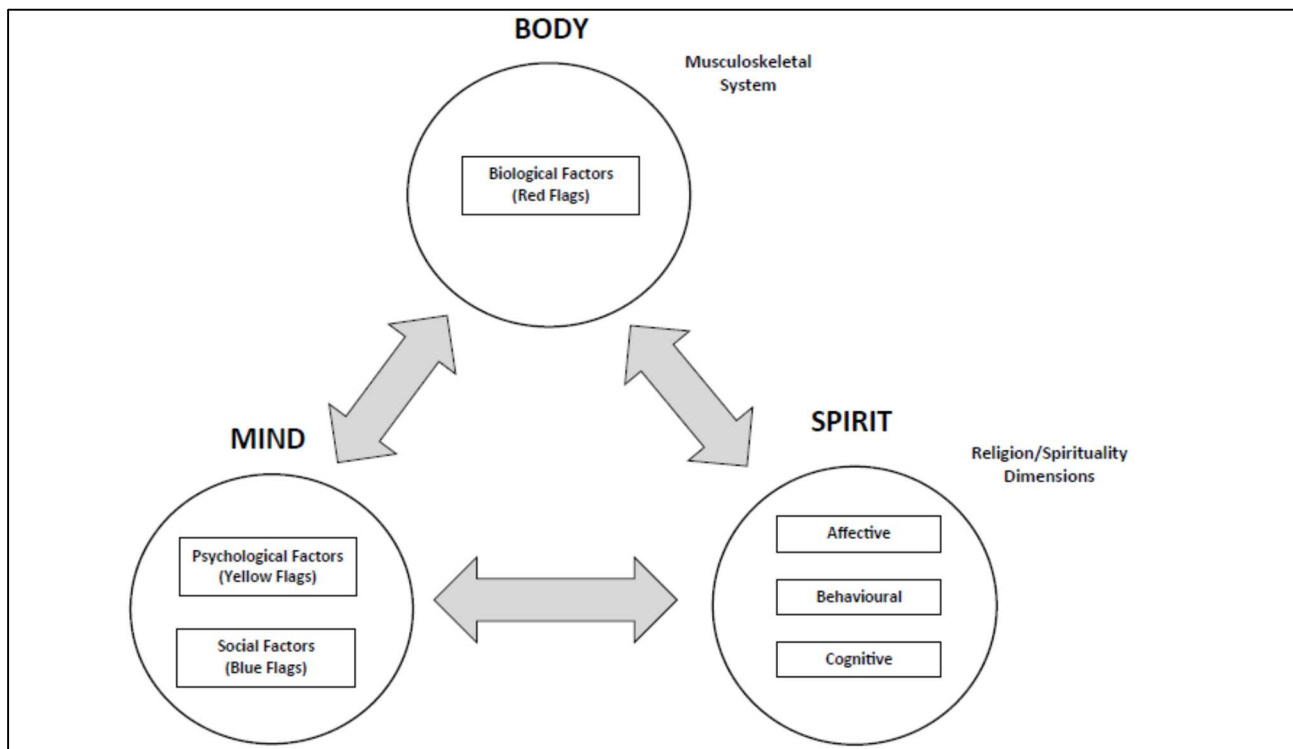 BODY
Musculoskeletal
System
Biological Factors
(Red Flags)
MIND
SPIRIT
Religion/Spirituality
Dimensions
Psychological Factors
(Yellow Flags)
Social Factors
(Blue Flags)
Affective
Behavioural
Cognitive